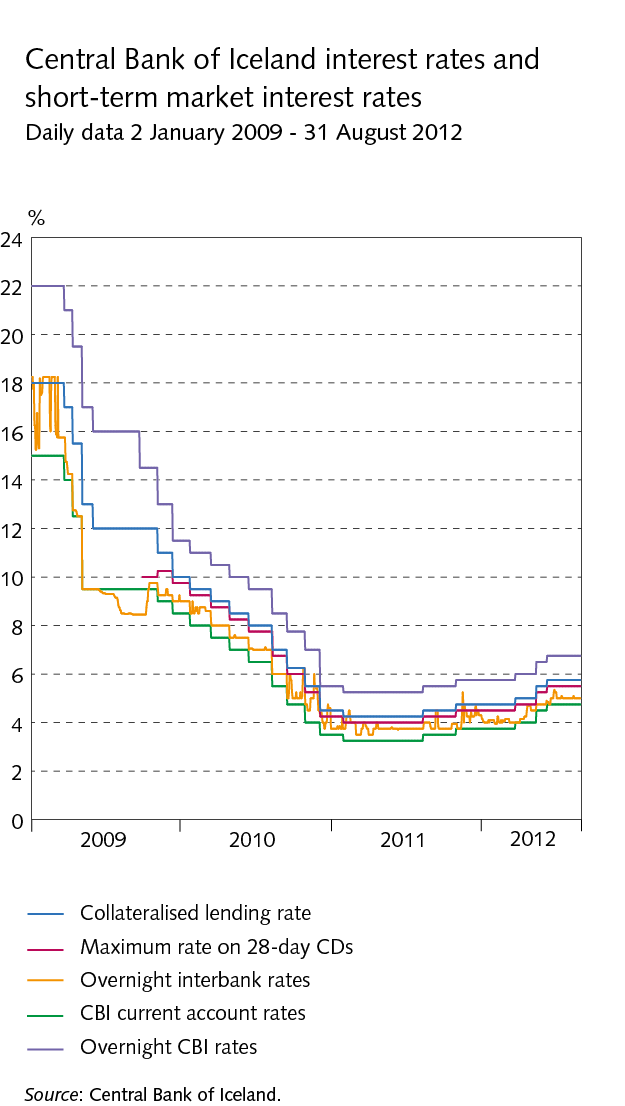 Central Bank of Iceland interest rates and
short-term market interest rates
Daily data 2 January 2009 - 31 August 2012
%
24
22
20
18
16
14
12
10
8
6
4
2
0
2009 2010 2011 2012
Collateralised lending rate
Maximum rate on 28-day CDs
Overnight interbank rates
CBI current account rates
Overnight CBI rates
Source: Central Bank of Iceland.